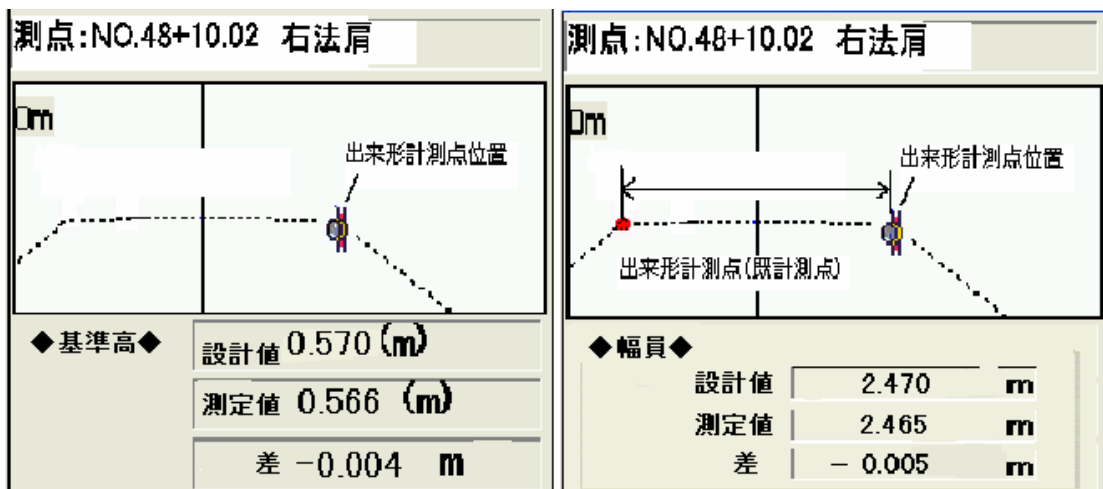 測点:NO.48+10.02 右法肩
0m
出来形計測点位置
◆基準高◆
設計値 0.570 (m)
測定値 0.566 (m)
差 -0.004 m
測点:NO.48+10.02 右法肩
0m
出来形計測点位置
出来形計測点(既計測点)
◆幅員◆
設計値 2.470 m
測定値 2.465 m
差 - 0.005 m